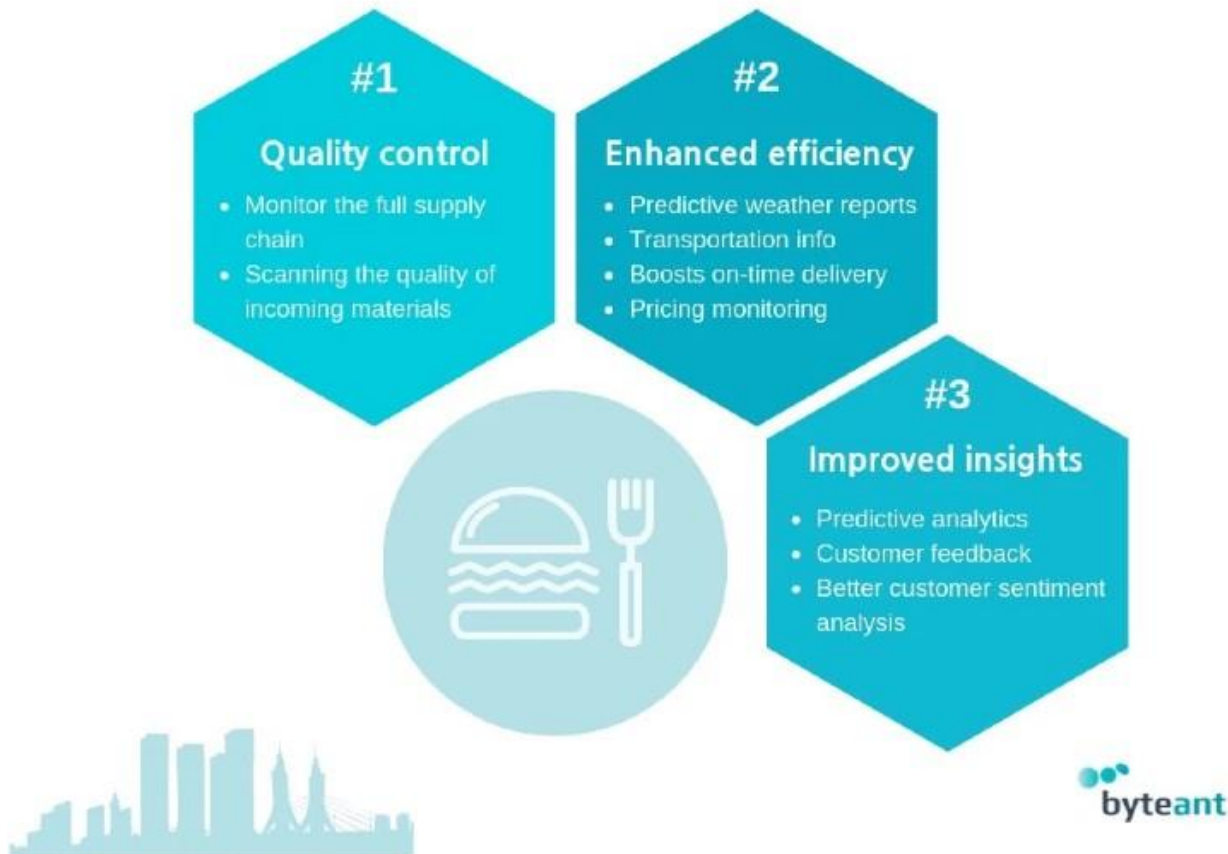 #1
Quality control
• Monitor the full supply
chain
• Scanning the quality of
incoming materials
#2
Enhanced efficiency
• Predictive weather reports
• Transportation info
• Boosts on-time delivery
• Pricing monitoring
#3
Improved insights
• Predictive analytics
• Customer feedback
• Better customer sentiment
analysis
byteant